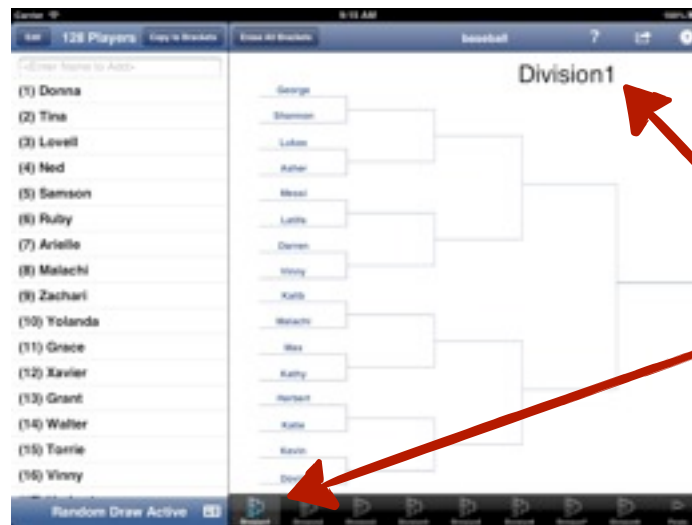 Carrier 9:15 AM 100%
Edit 128 Players Copy to Brackets Erase All Brackets baseball ?
<Enter Name to Add>
Division1
(1) Donna
(2) Tina
(3) Lovell
(4) Ned
(5) Samson
(6) Ruby
(7) Arielle
(8) Malachi
(9) Zachari
(10) Yolanda
(11) Grace
(12) Xavier
(13) Grant
(14) Walter
(15) Torrie
(16) Vinny
George
Shannon
Lukas
Asher
Messi
Latifa
Darren
Vinny
Malachi
Max
Kathy
Herbert
Katie
Kevin
Random Draw Active